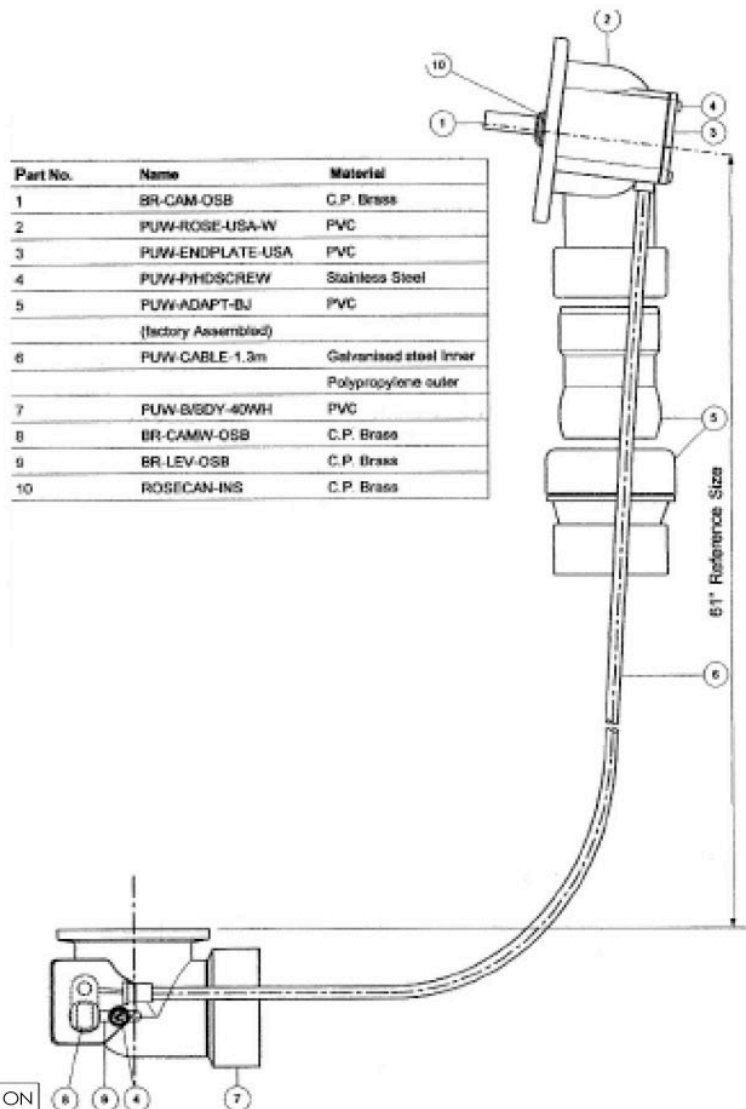 2
10
1
4
3
Part No. Name Material
1 BR-CAM-OSB C.P. Brass
2 PUW-ROSE-USA-W PVC
3 PUW-ENDPLATE-USA PVC
4 PUW-P/HDSCREW Stainless Steel
5 PUW-ADAPT-BJ PVC
(factory Assembled)
6 PUW-CABLE-1.3m Galvanised steel Inner
Polypropylene outer
7 PUW-B/BDY-40WH PVC
8 BR-CAMW-OSB C.P. Brass
9 BR-LEV-OSB C.P. Brass
10 ROSECAN-INS C.P. Brass
5
61" Reference Size
6
ON
8
9
4
7